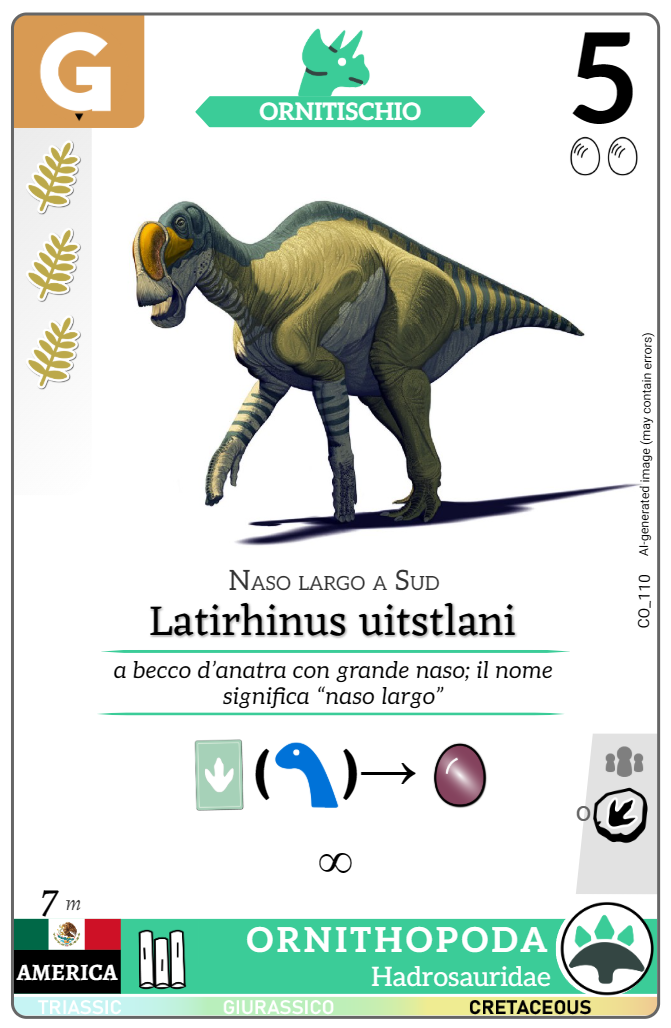 G
ORNITISCHIO
5
AI-generated image (may contain errors)
CO_110
Naso largo a Sud
Latirhinus uitstlani
a becco d'anatra con grande naso; il nome
significa “naso largo”
( ) →
o
∞
7 m
AMERICA
ORNITHOPODA
Hadrosauridae
TRIASSIC GIURASSICO CRETACEOUS